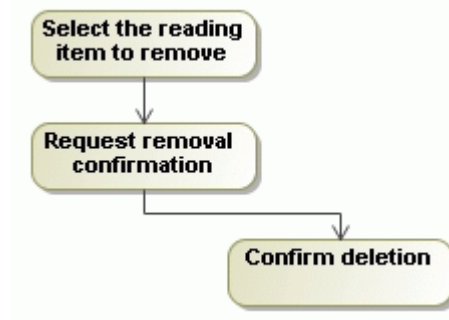 Select the reading
item to remove
Request removal
confirmation
Confirm deletion